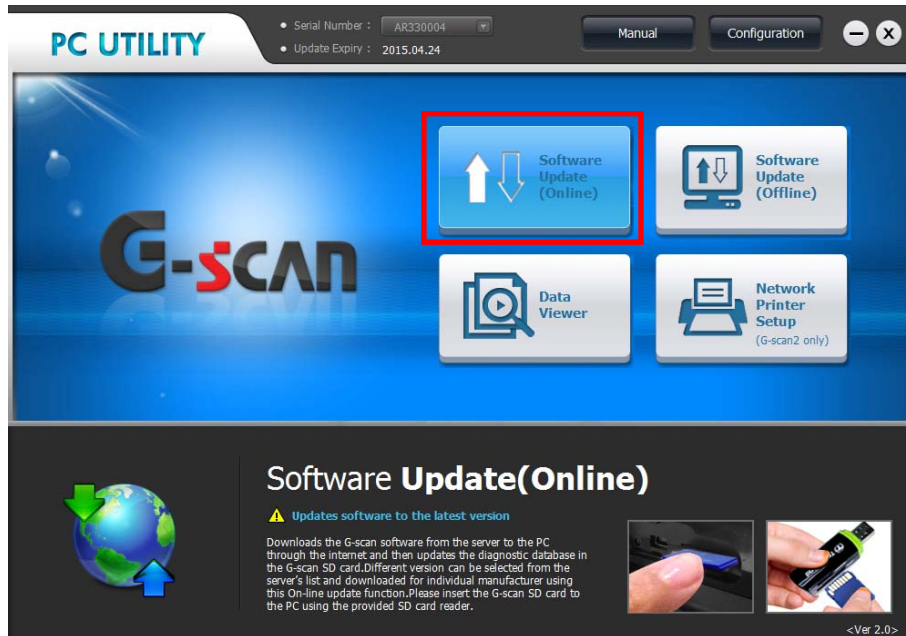 PC UTILITY
Serial Number : AR330004
Update Expiry : 2015.04.24
Manual
Configuration
G-scan
Software
Update
(Online)
Software
Update
(Offline)
Data
Viewer
Network
Printer
Setup
(G-scan2 only)
Software Update(Online)
Updates software to the latest version
Downloads the G-scan software from the server to the PC
through the internet and then updates the diagnostic database in
the G-scan SD card.Different version can be selected from the
server's list and downloaded for individual manufacturer using
this On-line update function.Please insert the G-scan SD card to
the PC using the provided SD card reader.
<Ver 2.0>